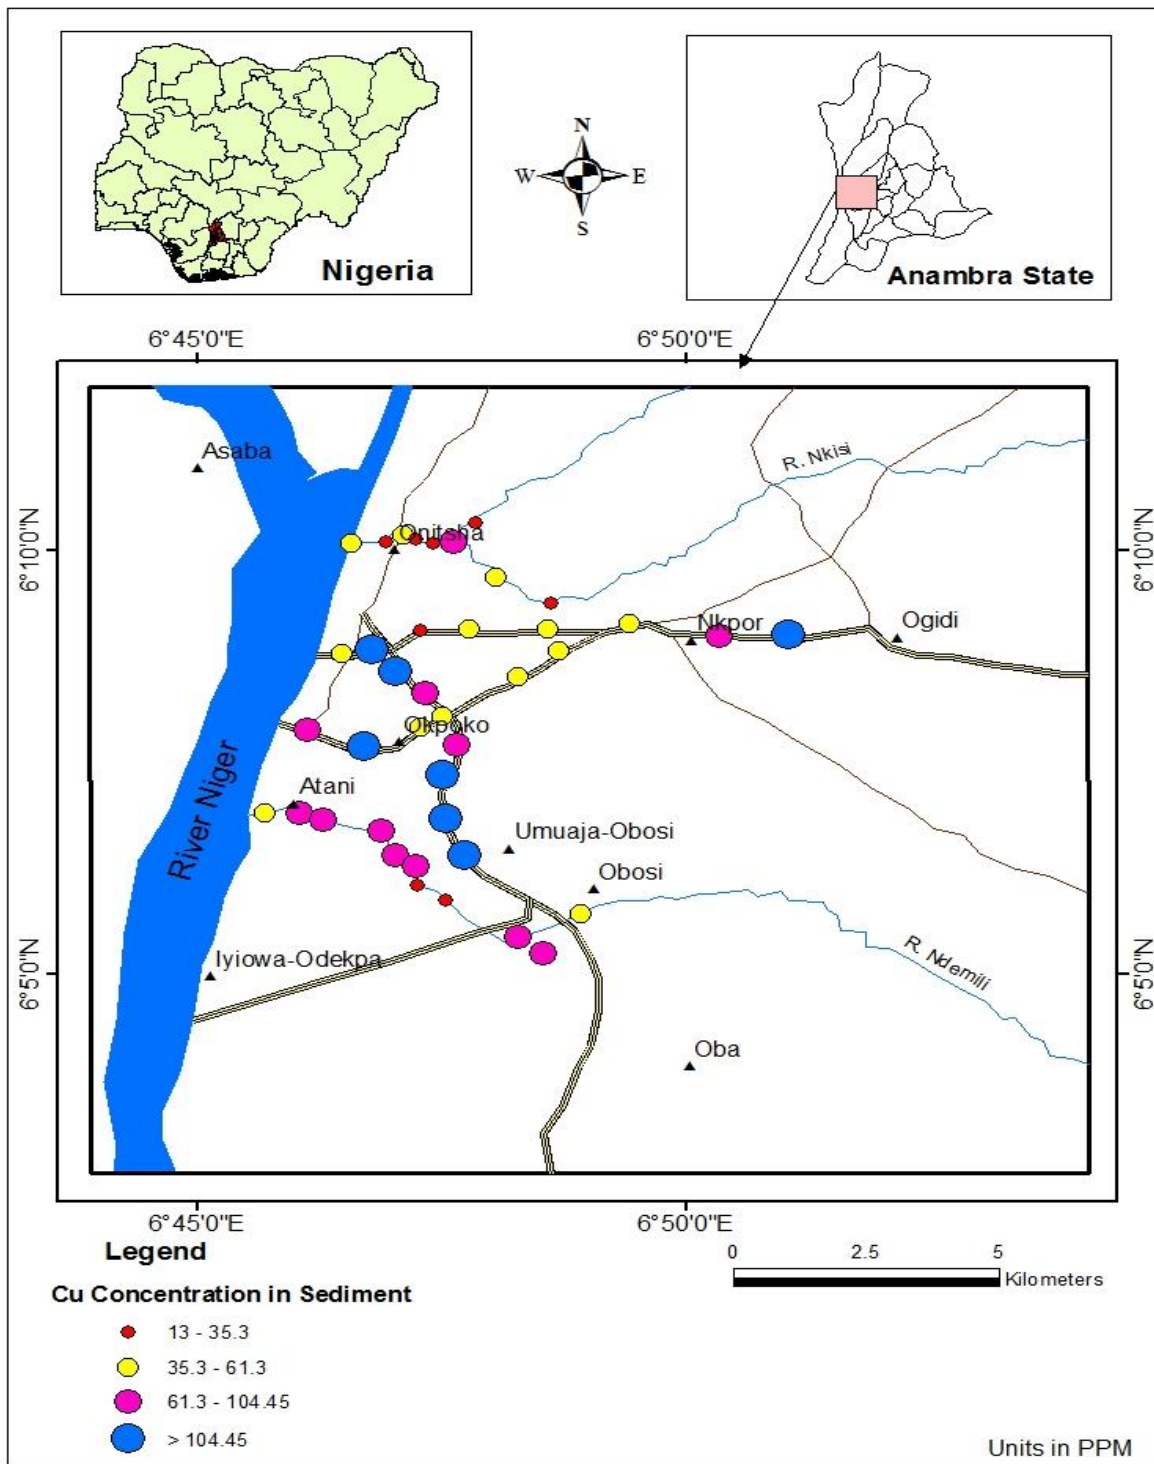 Nigeria
N
W
E
S
Anambra State
6°45'0"E
6°50'0"E
Asaba
R. Nkisi
Onitsha
6°10'0"N
6°10'0"N
Nkpor
Ogidi
Okpoko
River Niger
Atani
Umuaja-Obosi
Obosi
Iyiowa-Odekpa
R. Ndemili
6°5'0"N
6°5'0"N
Oba
6°45'0"E
6°50'0"E
Legend
0 2.5 5
Kilometers
Cu Concentration in Sediment
13 - 35.3
35.3 - 61.3
61.3 - 104.45
> 104.45
Units in PPM